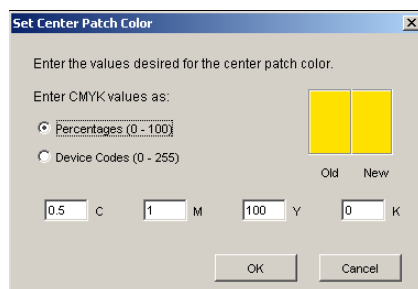 Set Center Patch Color
Enter the values desired for the center patch color.
Enter CMYK values as:
Percentages (0 - 100)
Device Codes (0 - 255)
Old New
0.5 C 1 M 100 Y 0 K
OK Cancel